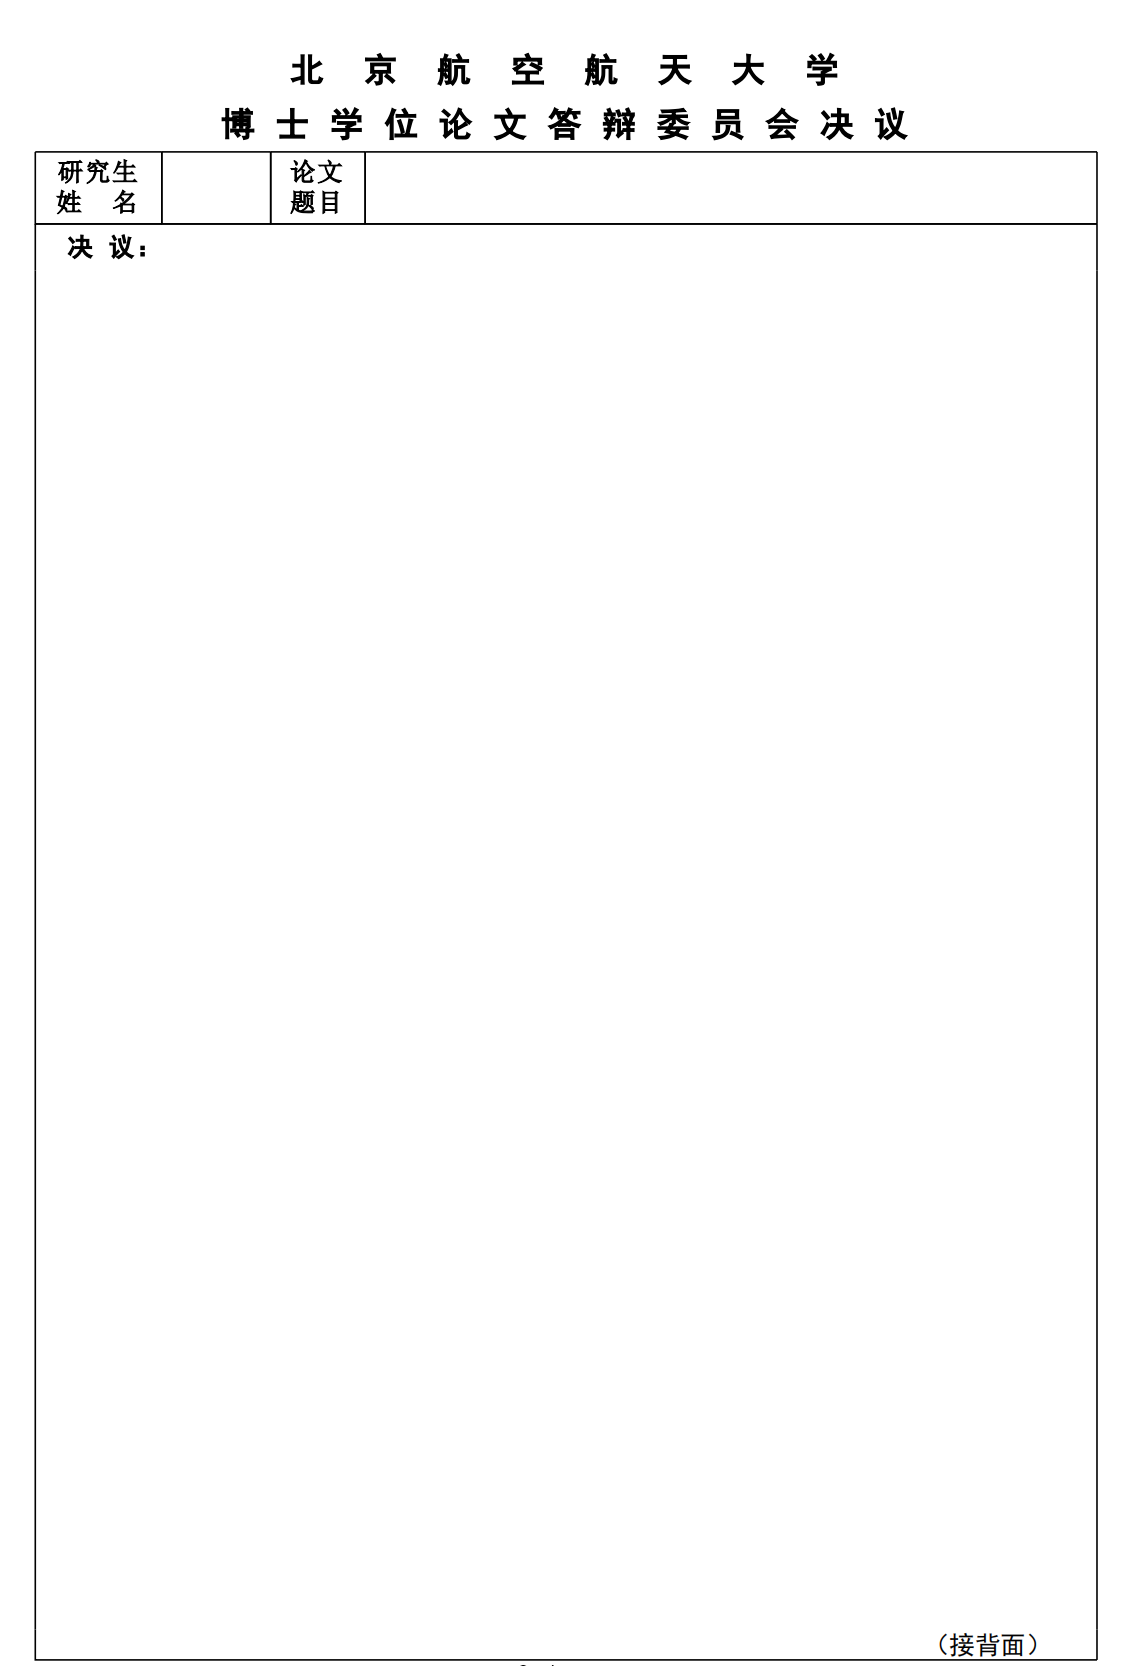 北京航空航天大学
博士学位论文答辩委员会决议
研究生
姓 名
论文
题目
决 议：
（接背面）